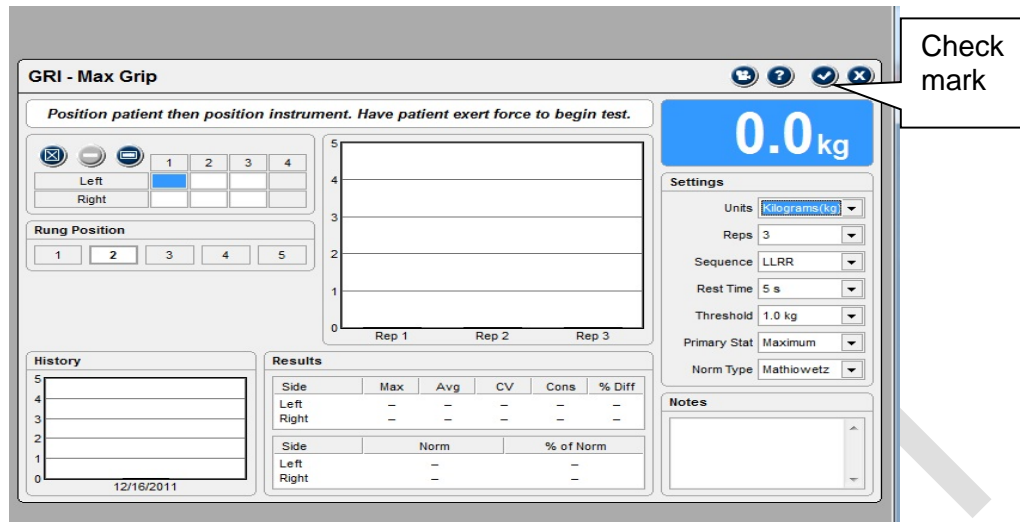 Check
mark
GRI - Max Grip
?
Position patient then position instrument. Have patient exert force to begin test.
0.0 kg
1 2 3 4
Left
Right
Rung Position
1 2 3 4 5
5
4
3
2
1
0
Rep 1 Rep 2 Rep 3
Settings
Units Kilograms(kg)
Reps 3
Sequence LLRR
Rest Time 5 s
Threshold 1.0 kg
Primary Stat Maximum
Norm Type Mathiowetz
History
5
4
3
2
1
0
12/16/2011
Results
Side Max Avg CV Cons % Diff
Left – – – – –
Right – – – – –
Side Norm % of Norm
Left – –
Right – –
Notes